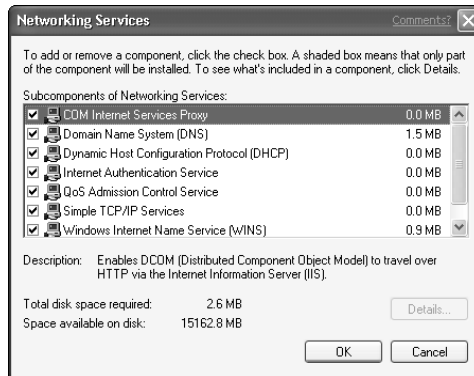 Networking Services
Comments?
To add or remove a component, click the check box. A shaded box means that only part
of the component will be installed. To see what's included in a component, click Details.
Subcomponents of Networking Services:
COM Internet Services Proxy 0.0 MB
Domain Name System (DNS) 1.5 MB
Dynamic Host Configuration Protocol (DHCP) 0.0 MB
Internet Authentication Service 0.0 MB
QoS Admission Control Service 0.0 MB
Simple TCP/IP Services 0.0 MB
Windows Internet Name Service (WINS) 0.9 MB
Description: Enables DCOM (Distributed Component Object Model) to travel over
HTTP via the Internet Information Server (IIS).
Total disk space required: 2.6 MB
Space available on disk: 15162.8 MB
Details...
OK Cancel